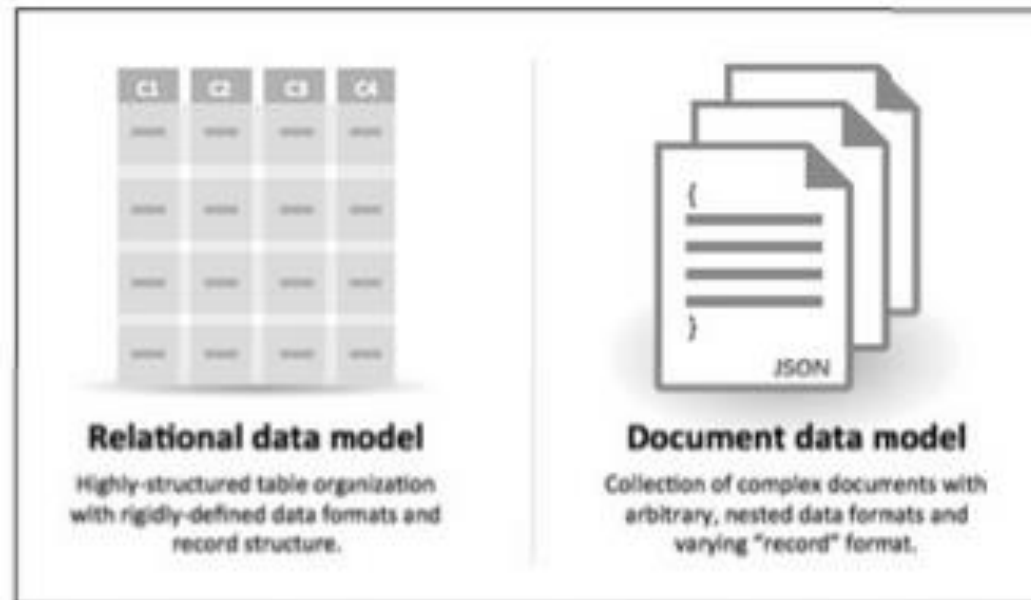 C1 C2 C3 C4
{
}
JSON
Relational data model
Highly-structured table organization
with rigidly-defined data formats and
record structure.
Document data model
Collection of complex documents with
arbitrary, nested data formats and
varying "record" format.